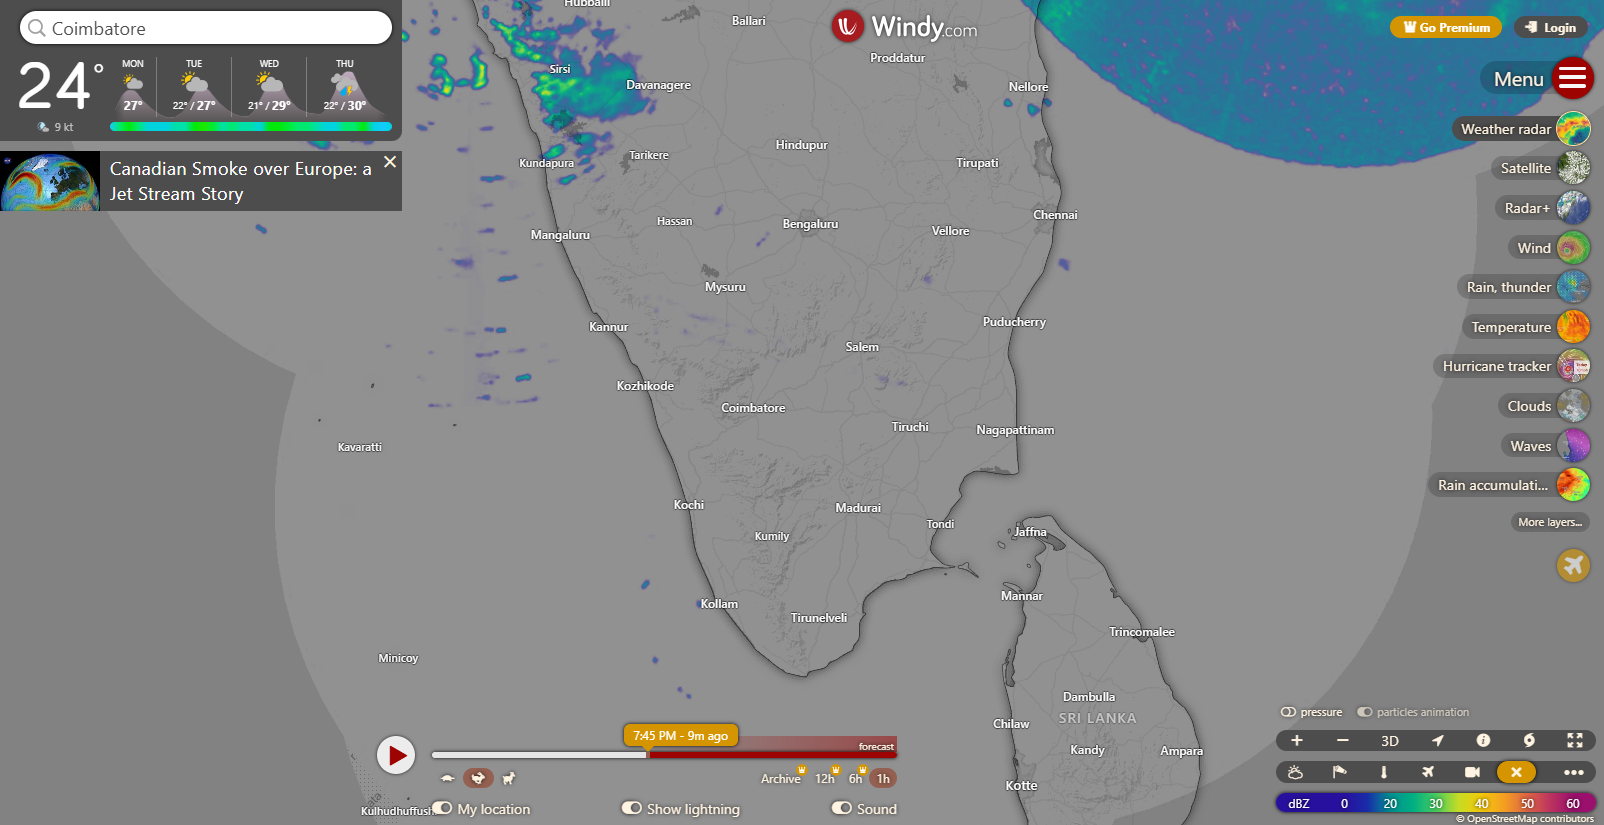 Coimbatore
24°
9 kt
MON
27°
TUE
22° / 27°
WED
21° / 29°
THU
22° / 30°
Canadian Smoke over Europe: a
Jet Stream Story
Windy.com
Go Premium
Login
Menu
Weather radar
Satellite
Radar+
Wind
Rain, thunder
Temperature
Hurricane tracker
Clouds
Waves
Rain accumulati...
More layers...
Hubballi
Ballari
Proddatur
Sirsi
Davanagere
Nellore
Hindupur
Kundapura
Tarikere
Tirupati
Chennai
Hassan
Bengaluru
Mangaluru
Vellore
Mysuru
Kannur
Puducherry
Salem
Kozhikode
Coimbatore
Tiruchi
Nagapattinam
Kavaratti
Kochi
Madurai
Tondi
Jaffna
Kumily
Mannar
Kollam
Tirunelveli
Trincomalee
Minicoy
Dambulla
Chilaw
SRI LANKA
Kandy
Ampara
Kotte
Kulhudhuffushi
7:45 PM - 9m ago
forecast
Archive
12h
6h
1h
My location
Show lightning
Sound
pressure
particles animation
3D
dBZ 0 20 30 40 50 60
© OpenStreetMap contributors